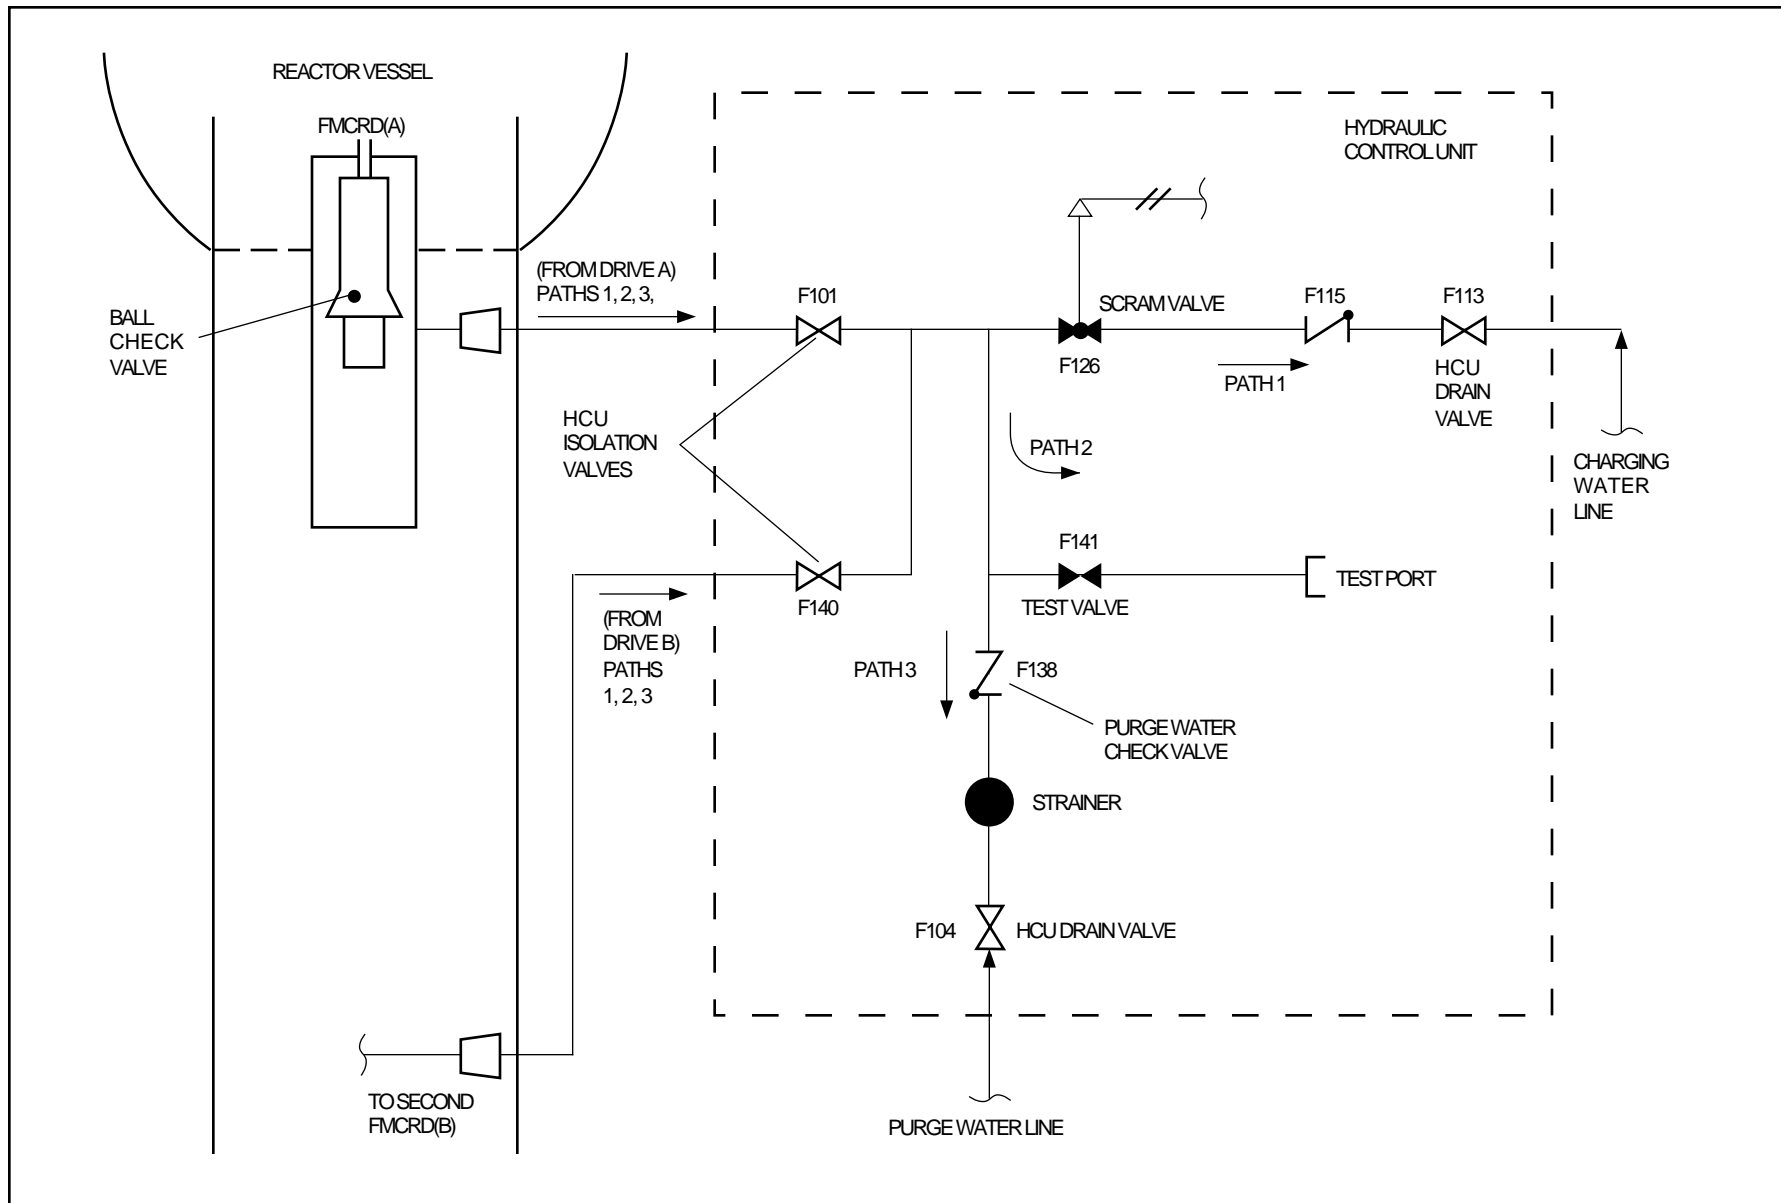 REACTOR VESSEL
FMCRD(A)
HYDRAULIC
CONTROL UNIT
(FROM DRIVE A)
PATHS 1, 2, 3,
F101
SCRAM VALVE
F115
F113
BALL
CHECK
VALVE
F126
PATH 1
HCU
DRAIN
VALVE
HCU
ISOLATION
VALVES
PATH 2
CHARGING
WATER
LINE
F141
TEST PORT
F140
TEST VALVE
(FROM
DRIVE B)
PATHS
1, 2, 3
PATH 3
F138
PURGE WATER
CHECK VALVE
STRAINER
F104
HCU DRAIN VALVE
TO SECOND
FMCRD(B)
PURGE WATER LINE